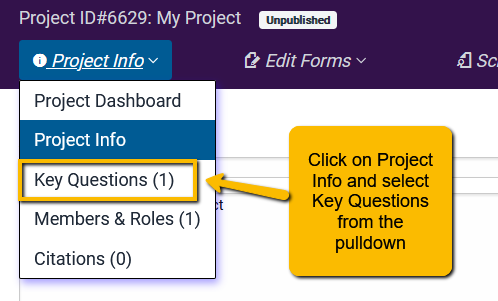 Project ID#6629: My Project Unpublished
Project Info Edit Forms Sc
Project Dashboard
Project Info
Key Questions (1)
Members & Roles (1)
Citations (0)
Click on Project
Info and select
Key Questions
from the
pulldown